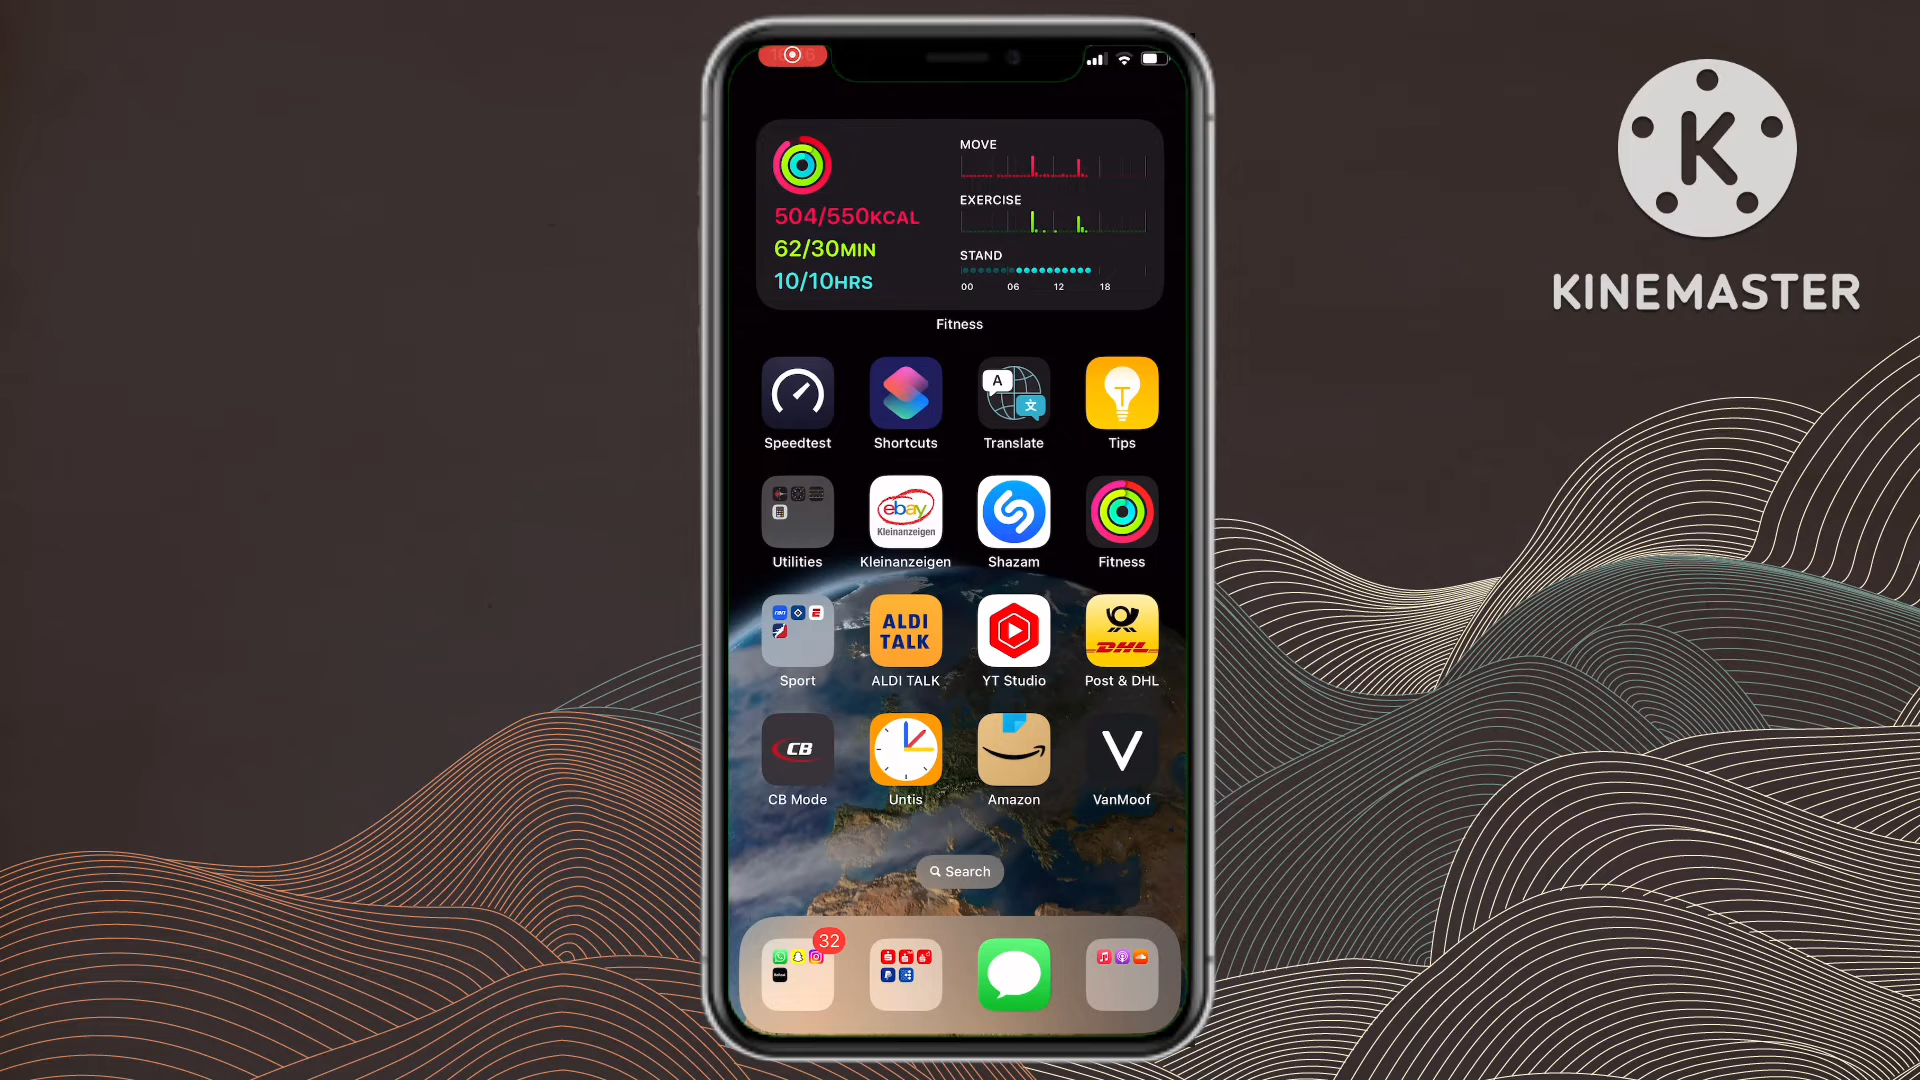 K
KINEMASTER
MOVE
504/550KCAL
EXERCISE
62/30MIN
STAND
10/10HRS
00 06 12 18
Fitness
A
文
T
Speedtest Shortcuts Translate Tips
ebay
Kleinanzeigen
Utilities Kleinanzeigen Shazam Fitness
ALDI
TALK
DHL
Sport ALDI TALK YT Studio Post & DHL
CB
V
CB Mode Untis Amazon VanMoof
Search
32